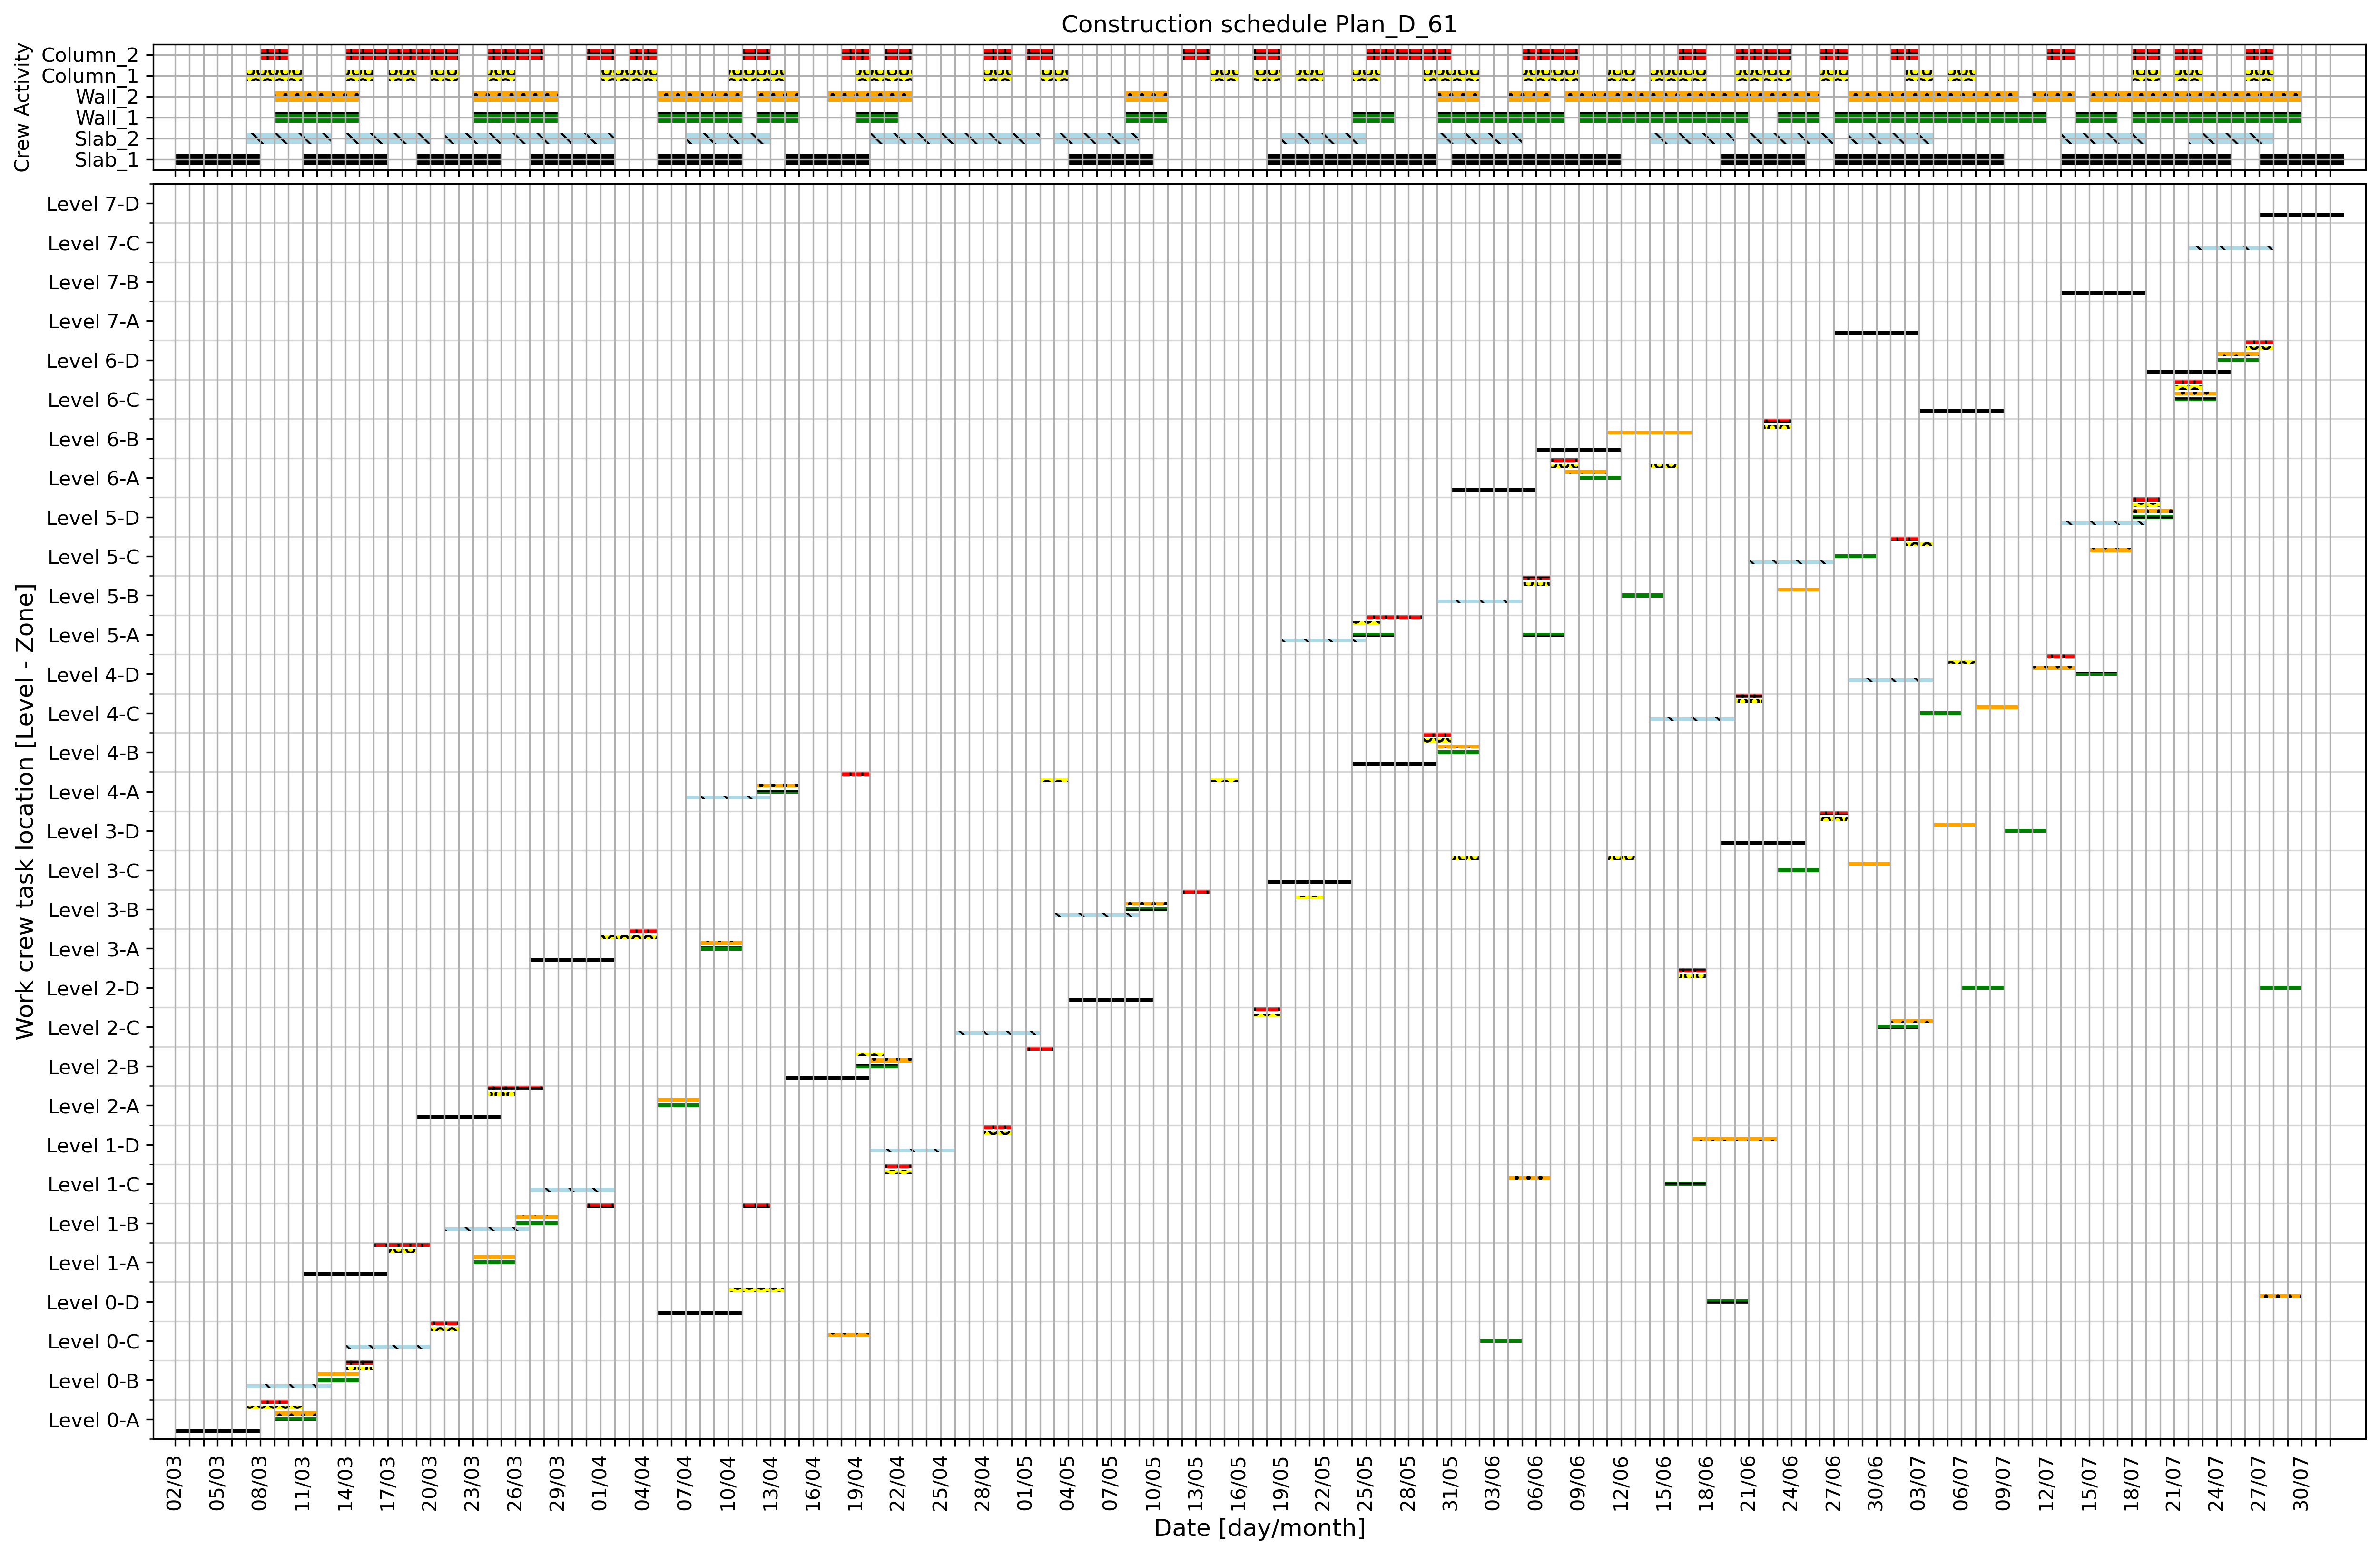 Construction schedule Plan_D_61
Crew Activity
Column_2
Column_1
Wall_2
Wall_1
Slab_2
Slab_1
Work crew task location [Level - Zone]
Level 7-D
Level 7-C
Level 7-B
Level 7-A
Level 6-D
Level 6-C
Level 6-B
Level 6-A
Level 5-D
Level 5-C
Level 5-B
Level 5-A
Level 4-D
Level 4-C
Level 4-B
Level 4-A
Level 3-D
Level 3-C
Level 3-B
Level 3-A
Level 2-D
Level 2-C
Level 2-B
Level 2-A
Level 1-D
Level 1-C
Level 1-B
Level 1-A
Level 0-D
Level 0-C
Level 0-B
Level 0-A
02/03 05/03 08/03 11/03 14/03 17/03 20/03 23/03 26/03 29/03 01/04 04/04 07/04 10/04 13/04 16/04 19/04 22/04 25/04 28/04 01/05 04/05 07/05 10/05 13/05 16/05 19/05 22/05 25/05 28/05 31/05 03/06 06/06 09/06 12/06 15/06 18/06 21/06 24/06 27/06 30/06 03/07 06/07 09/07 12/07 15/07 18/07 21/07 24/07 27/07 30/07
Date [day/month]